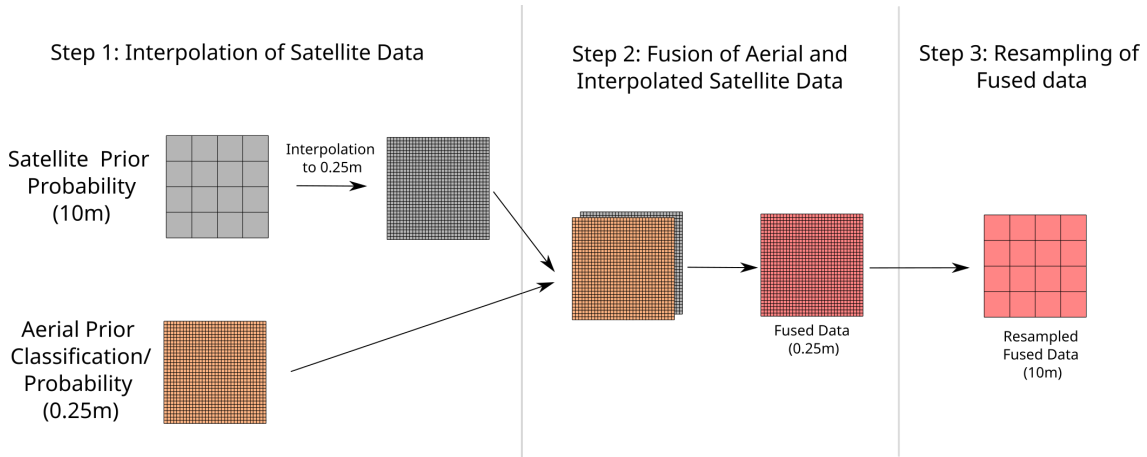 Step 1: Interpolation of Satellite Data
Satellite Prior
Probability
(10m)
Interpolation
to 0.25m
Aerial Prior
Classification/
Probability
(0.25m)
Step 2: Fusion of Aerial and
Interpolated Satellite Data
Fused Data
(0.25m)
Step 3: Resampling of
Fused data
Resampled
Fused Data
(10m)